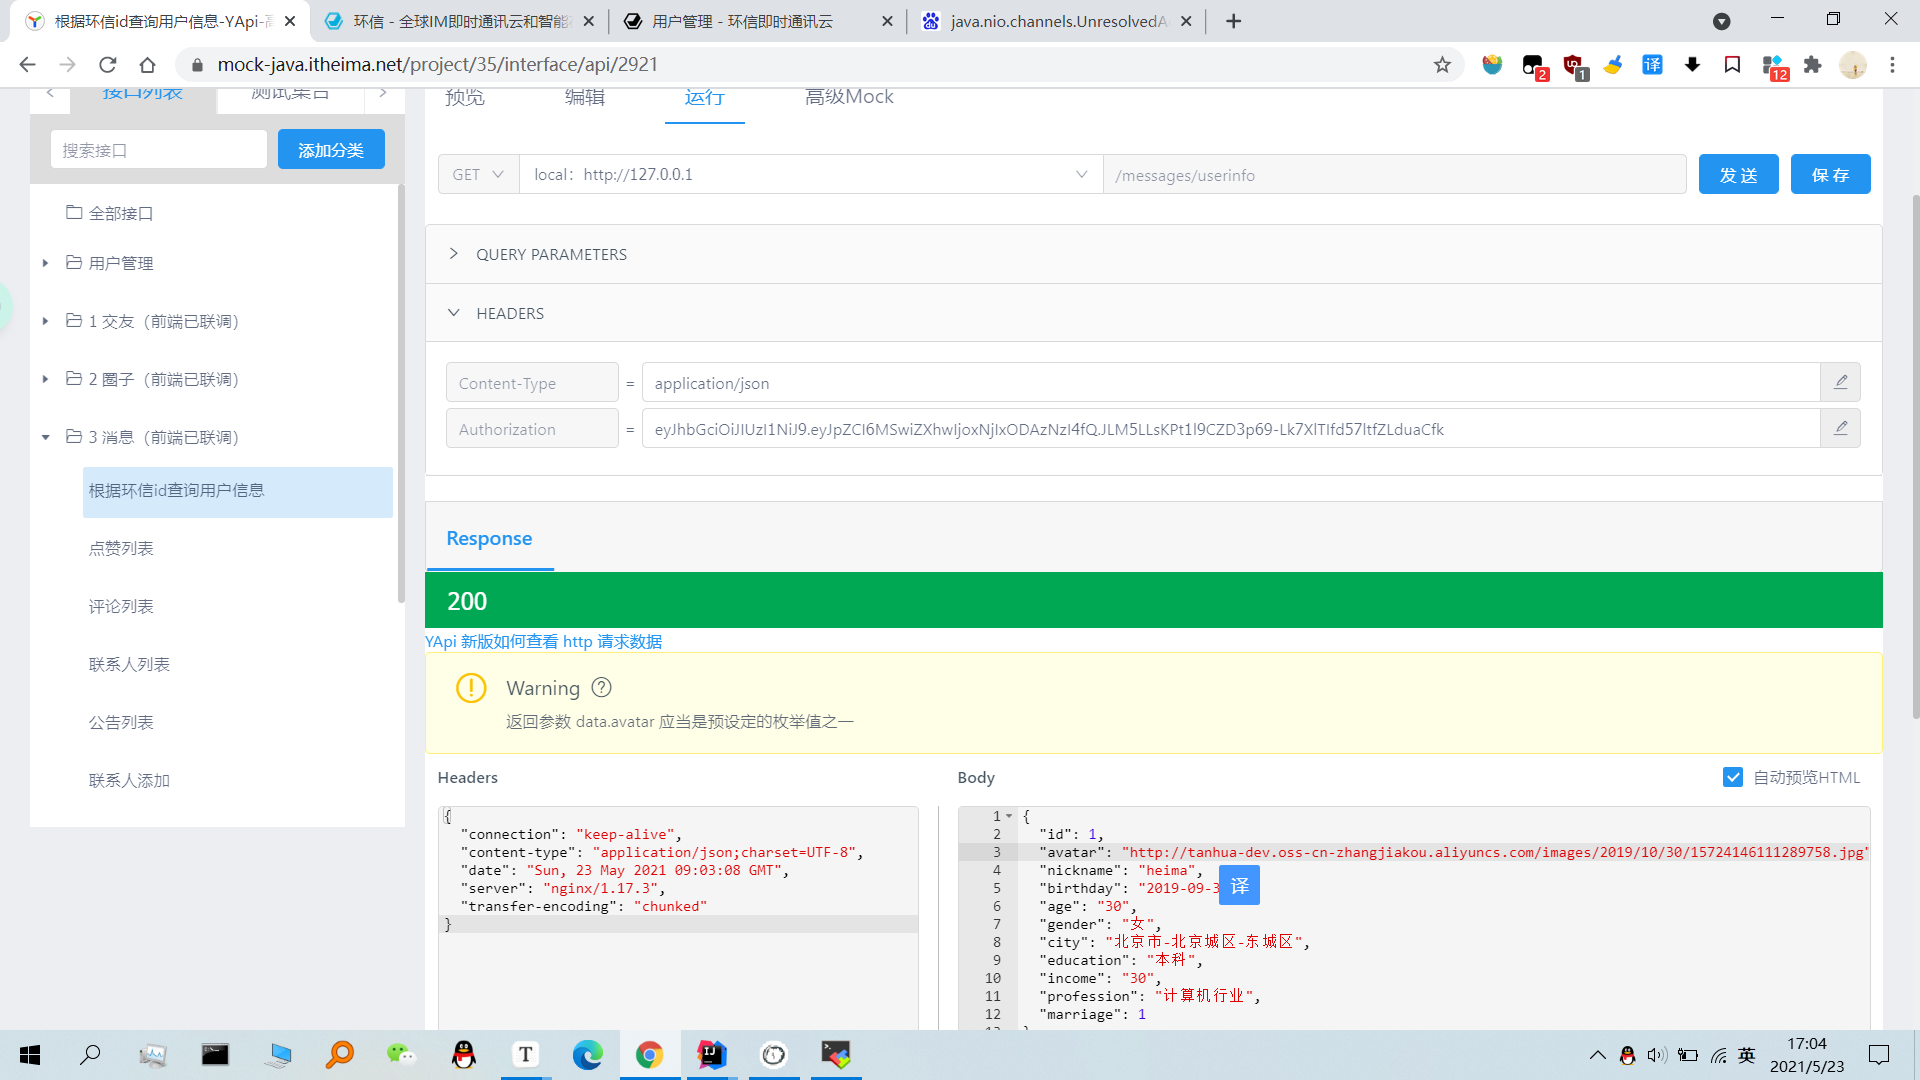 根据环信id查询用户信息-YApi-高
环信 - 全球IM即时通讯云和智能
用户管理 - 环信即时通讯云
java.nio.channels.UnresolvedA
mock-java.itheima.net/project/35/interface/api/2921
2
1
译
12
接口列表
测试集合
预览
编辑
运行
高级Mock
搜索接口
添加分类
GET
local：http://127.0.0.1
/messages/userinfo
发 送
保 存
全部接口
用户管理
1 交友（前端已联调）
2 圈子（前端已联调）
3 消息（前端已联调）
根据环信id查询用户信息
点赞列表
评论列表
联系人列表
公告列表
联系人添加
QUERY PARAMETERS
HEADERS
Content-Type
=
application/json
Authorization
=
eyJhbGciOiJIUzI1NiJ9.eyJpZCI6MSwiZXhwIjoxNjIxODAzNzI4fQ.JLM5LLsKPt1l9CZD3p69-Lk7XlTIfd57ltfZLduaCfk
Response
200
YApi 新版如何查看 http 请求数据
Warning
返回参数 data.avatar 应当是预设定的枚举值之一
Headers
{
"connection": "keep-alive",
"content-type": "application/json;charset=UTF-8",
"date": "Sun, 23 May 2021 09:03:08 GMT",
"server": "nginx/1.17.3",
"transfer-encoding": "chunked"
}
Body
自动预览HTML
1 {
2 "id": 1,
3 "avatar": "http://tanhua-dev.oss-cn-zhangjiakou.aliyuncs.com/images/2019/10/30/15724146111289758.jpg"
4 "nickname": "heima",
5 "birthday": "2019-09-3
译
6 "age": "30",
7 "gender": "女",
8 "city": "北京市-北京城区-东城区",
9 "education": "本科",
10 "income": "30",
11 "profession": "计算机行业",
12 "marriage": 1
英
17:04
2021/5/23